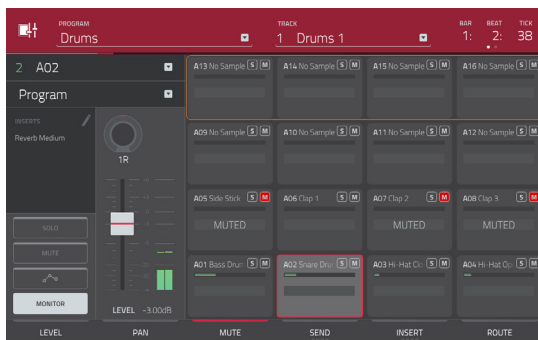 PROGRAM TRACK BAR BEAT TICK
Drums 1 Drums 1 1: 2: 38
2 A02
Program
INSERTS
Reverb Medium
1R
SOLO
MUTE
MONITOR
LEVEL -3.00dB
A13 No Sample S M A14 No Sample S M A15 No Sample S M A16 No Sample S M
A09 No Sample S M A10 No Sample S M A11 No Sample S M A12 No Sample S M
A05 Side Stick S M A06 Clap 1 S M A07 Clap 2 S M A08 Clap 3 S M
MUTED MUTED MUTED
A01 Bass Drum S M A02 Snare Dru S M A03 Hi-Hat Clo S M A04 Hi-Hat Op S M
LEVEL PAN MUTE SEND INSERT ROUTE